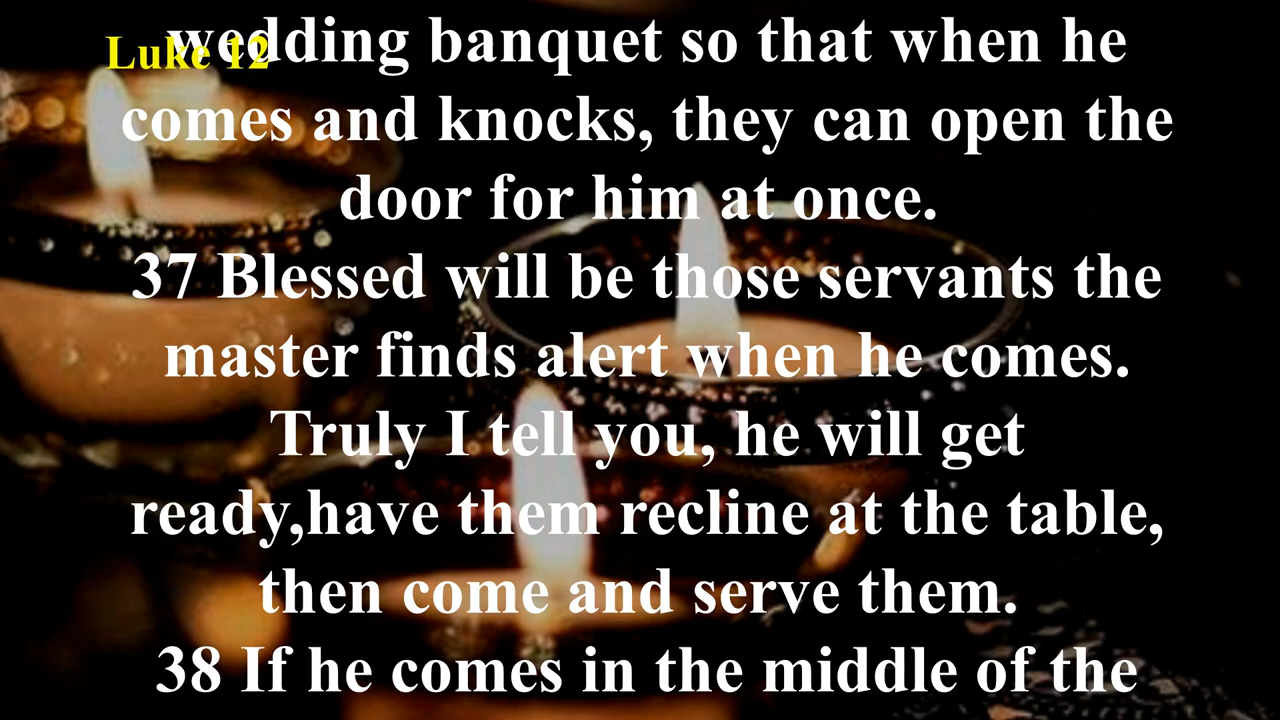 Luke 12
wedding banquet so that when he
comes and knocks, they can open the
door for him at once.
37 Blessed will be those servants the
master finds alert when he comes.
Truly I tell you, he will get
ready,have them recline at the table,
then come and serve them.
38 If he comes in the middle of the